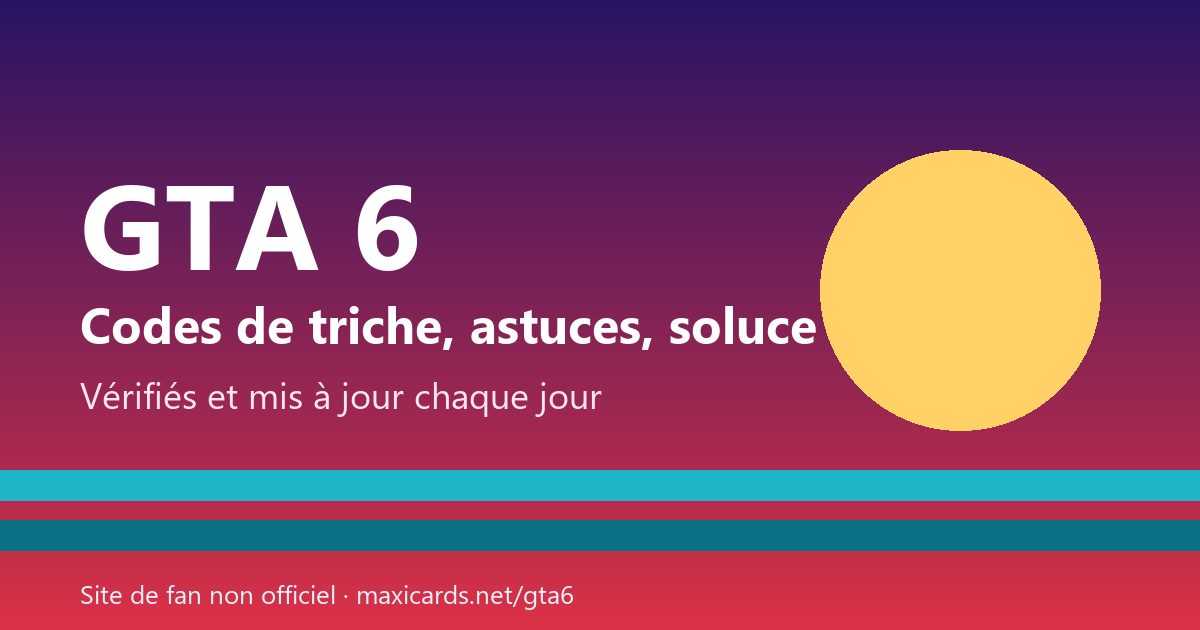 GTA 6
Codes de triche, astuces, soluce
Vérifiés et mis à jour chaque jour
Site de fan non officiel · maxicards.net/gta6